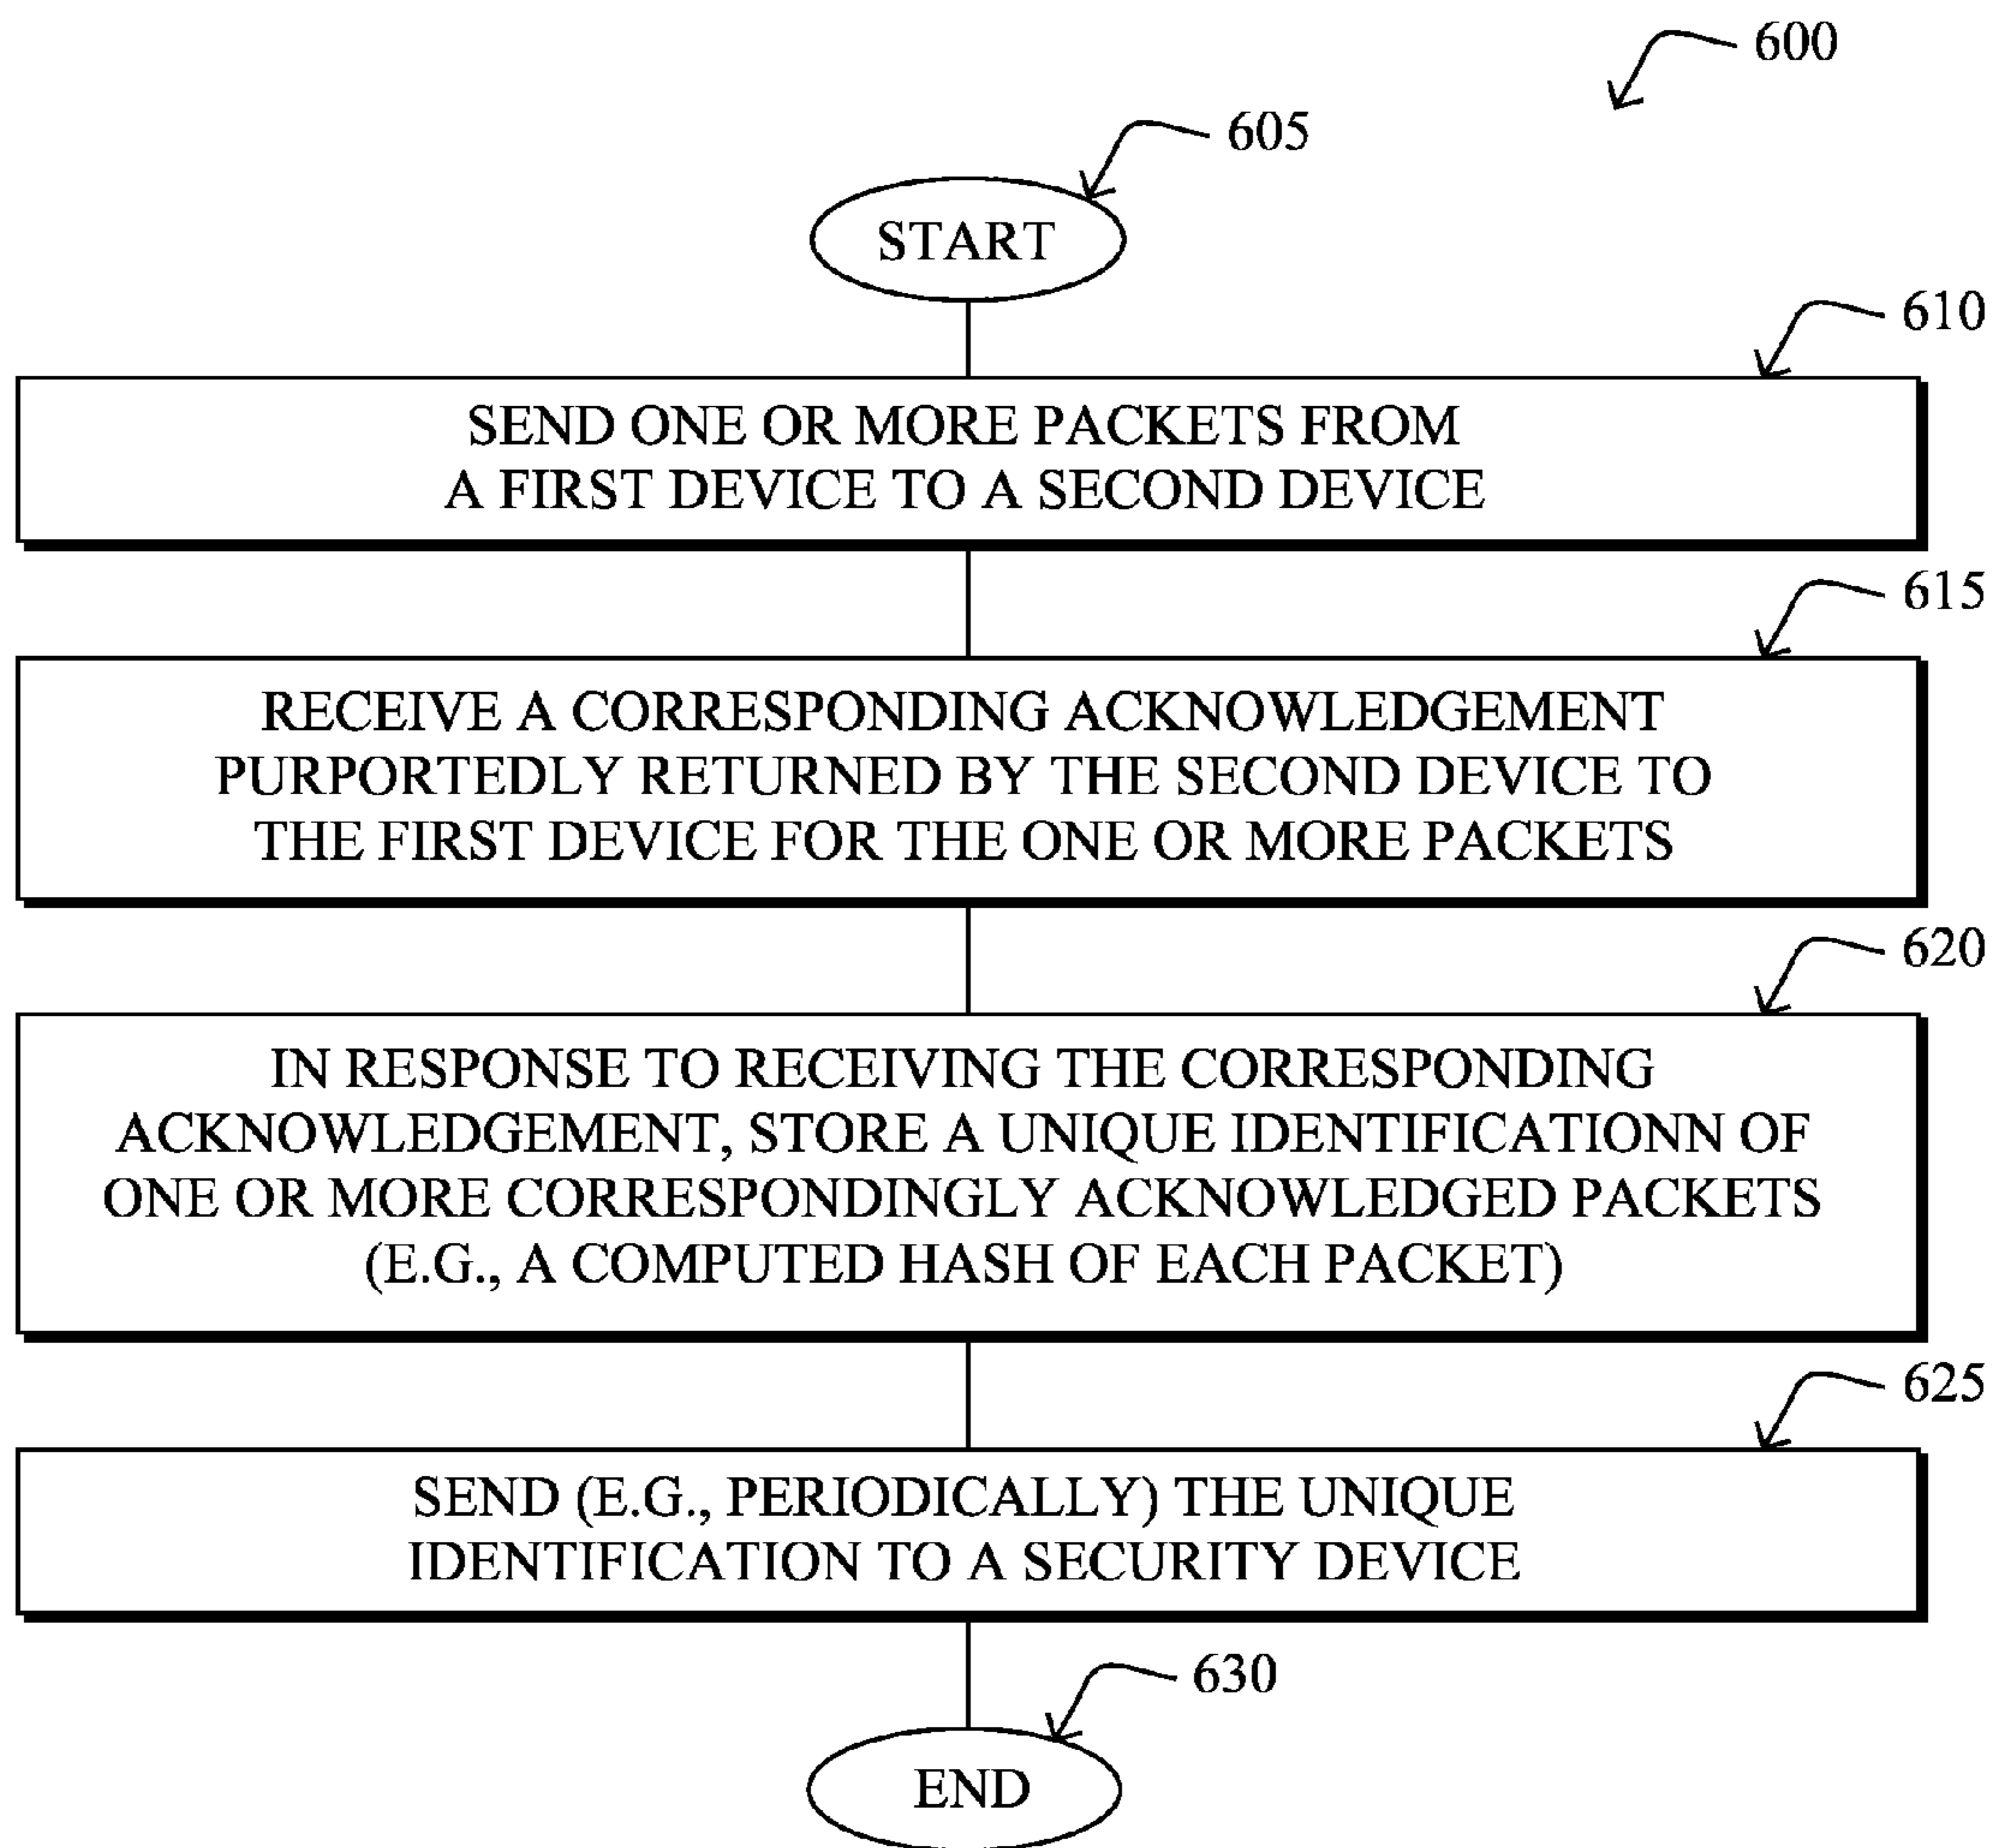 600
605
START
610
SEND ONE OR MORE PACKETS FROM
A FIRST DEVICE TO A SECOND DEVICE
615
RECEIVE A CORRESPONDING ACKNOWLEDGEMENT
PURPORTEDLY RETURNED BY THE SECOND DEVICE TO
THE FIRST DEVICE FOR THE ONE OR MORE PACKETS
620
IN RESPONSE TO RECEIVING THE CORRESPONDING
ACKNOWLEDGEMENT, STORE A UNIQUE IDENTIFICATIONN OF
ONE OR MORE CORRESPONDINGLY ACKNOWLEDGED PACKETS
(E.G., A COMPUTED HASH OF EACH PACKET)
625
SEND (E.G., PERIODICALLY) THE UNIQUE
IDENTIFICATION TO A SECURITY DEVICE
630
END